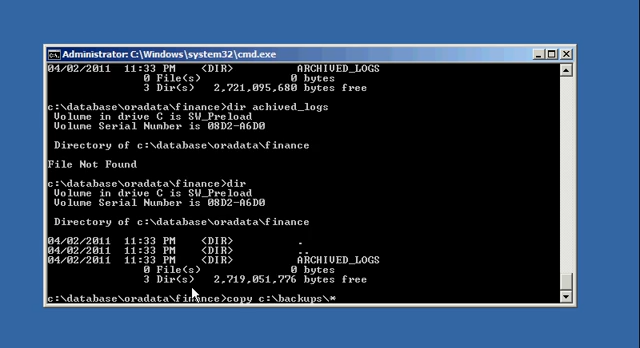 Administrator: C:\Windows\system32\cmd.exe
04/02/2011  11:33 PM    <DIR>          ARCHIVED_LOGS
               0 File(s)              0 bytes
               3 Dir(s)   2,721,095,680 bytes free
c:\database\oradata\finance>dir achived_logs
 Volume in drive C is SW_Preload
 Volume Serial Number is 08D2-A6D0
 Directory of c:\database\oradata\finance
File Not Found
c:\database\oradata\finance>dir
 Volume in drive C is SW_Preload
 Volume Serial Number is 08D2-A6D0
 Directory of c:\database\oradata\finance
04/02/2011  11:33 PM    <DIR>          .
04/02/2011  11:33 PM    <DIR>          ..
04/02/2011  11:33 PM    <DIR>          ARCHIVED_LOGS
               0 File(s)              0 bytes
               3 Dir(s)   2,719,051,776 bytes free
c:\database\oradata\finance>copy c:\backups\*